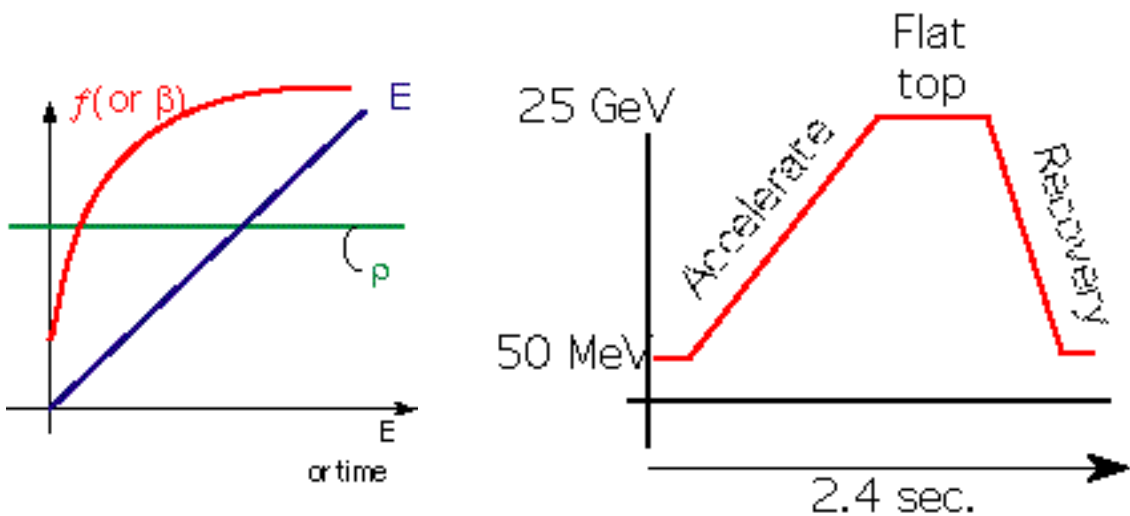 f(or β)
E
ρ
E
or time
Flat
top
25 GeV
Accelerate
Recovery
50 MeV
2.4 sec.